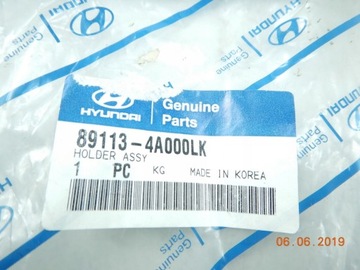 HYUNDAI
Genuine
Parts
89113-4A000LK
HOLDER ASSY
1 PC KG MADE IN KOREA
06.06.2019